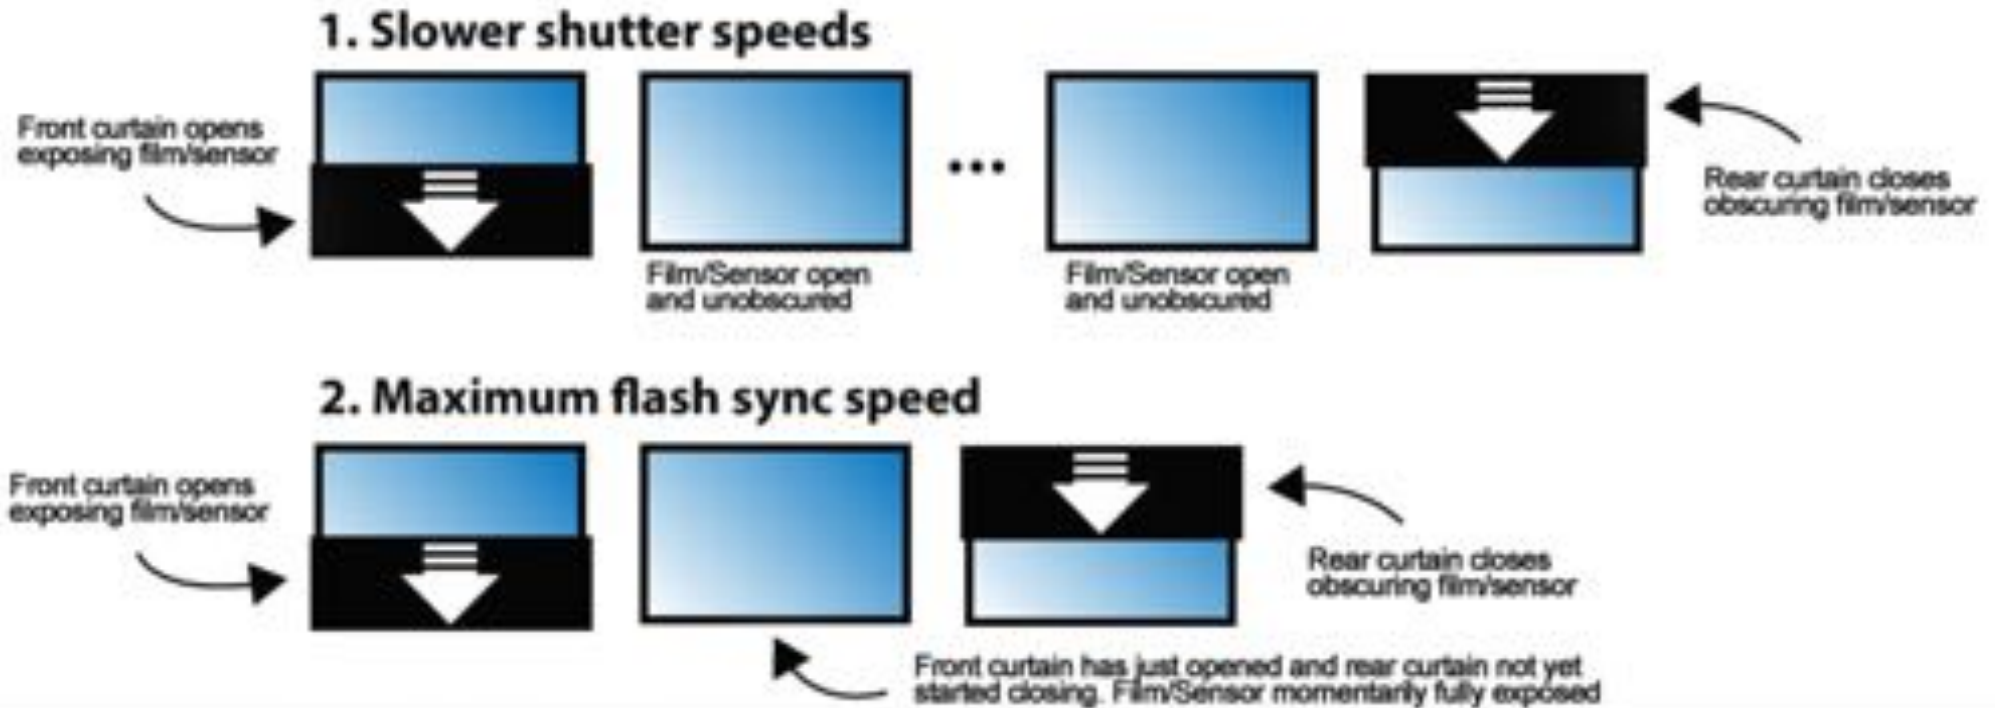 1. Slower shutter speeds
Front curtain opens
exposing film/sensor
Film/Sensor open
and unobscured
...
Film/Sensor open
and unobscured
Rear curtain closes
obscuring film/sensor
2. Maximum flash sync speed
Front curtain opens
exposing film/sensor
Front curtain has just opened and rear curtain not yet
started closing. Film/Sensor momentarily fully exposed
Rear curtain closes
obscuring film/sensor